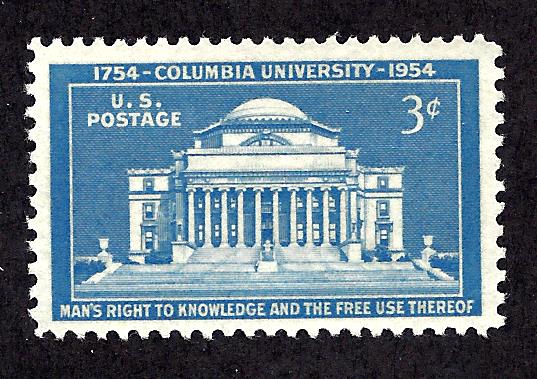 1754-COLUMBIA UNIVERSITY-1954
U.S.
POSTAGE
3¢
MAN'S RIGHT TO KNOWLEDGE AND THE FREE USE THEREOF